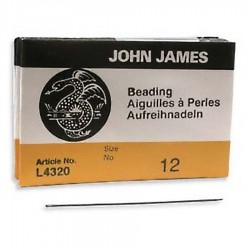 JOHN JAMES
Beading
Aiguilles à Perles
Aufreihnadeln
Article No.
L4320
Size
No
12